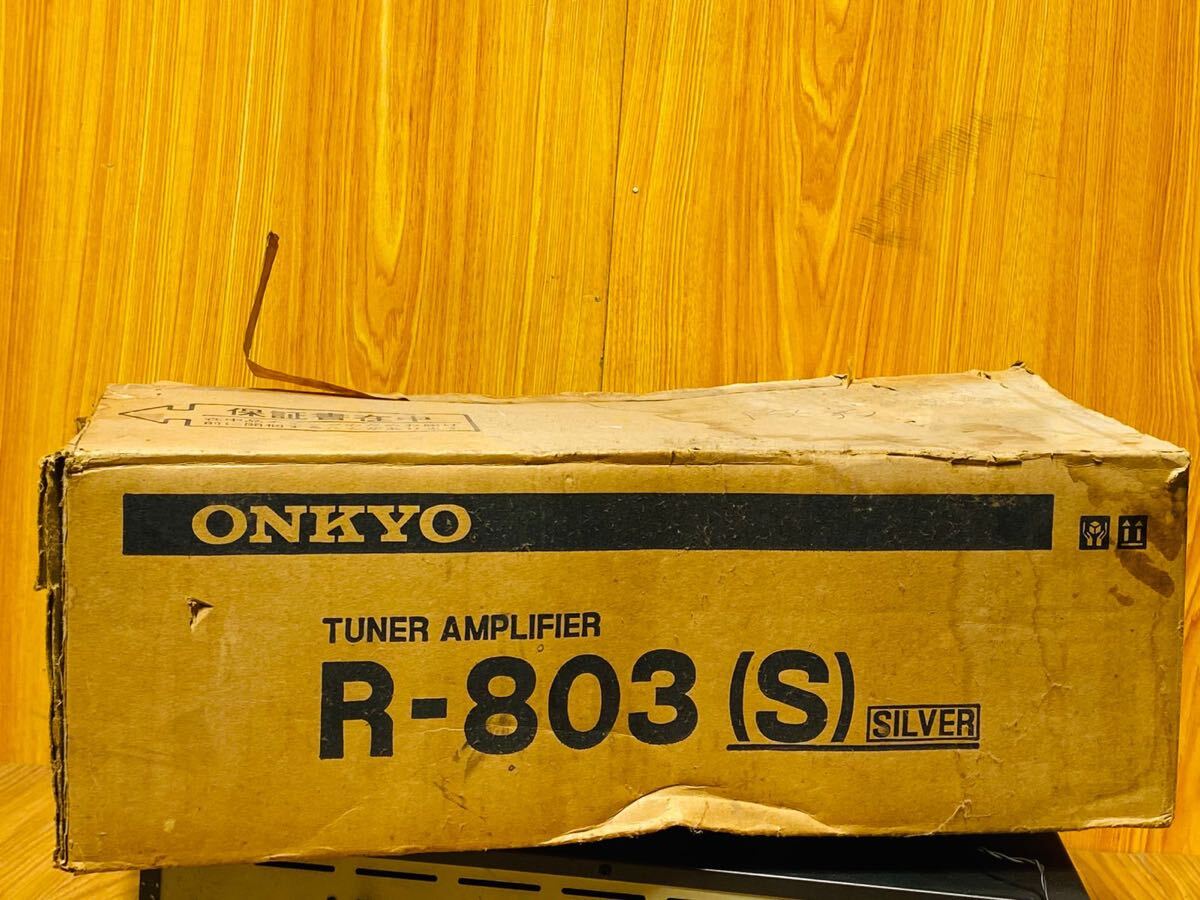 保証書在中
ONKYO
TUNER AMPLIFIER
R-803 (S) SILVER